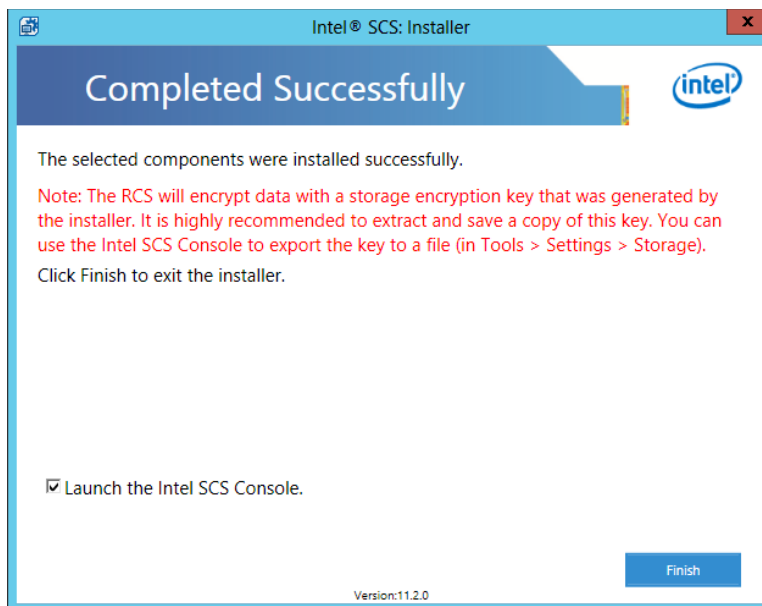 Intel® SCS: Installer
x
Completed Successfully
intel®
The selected components were installed successfully.
Note: The RCS will encrypt data with a storage encryption key that was generated by
the installer. It is highly recommended to extract and save a copy of this key. You can
use the Intel SCS Console to export the key to a file (in Tools > Settings > Storage).
Click Finish to exit the installer.
Launch the Intel SCS Console.
Finish
Version:11.2.0